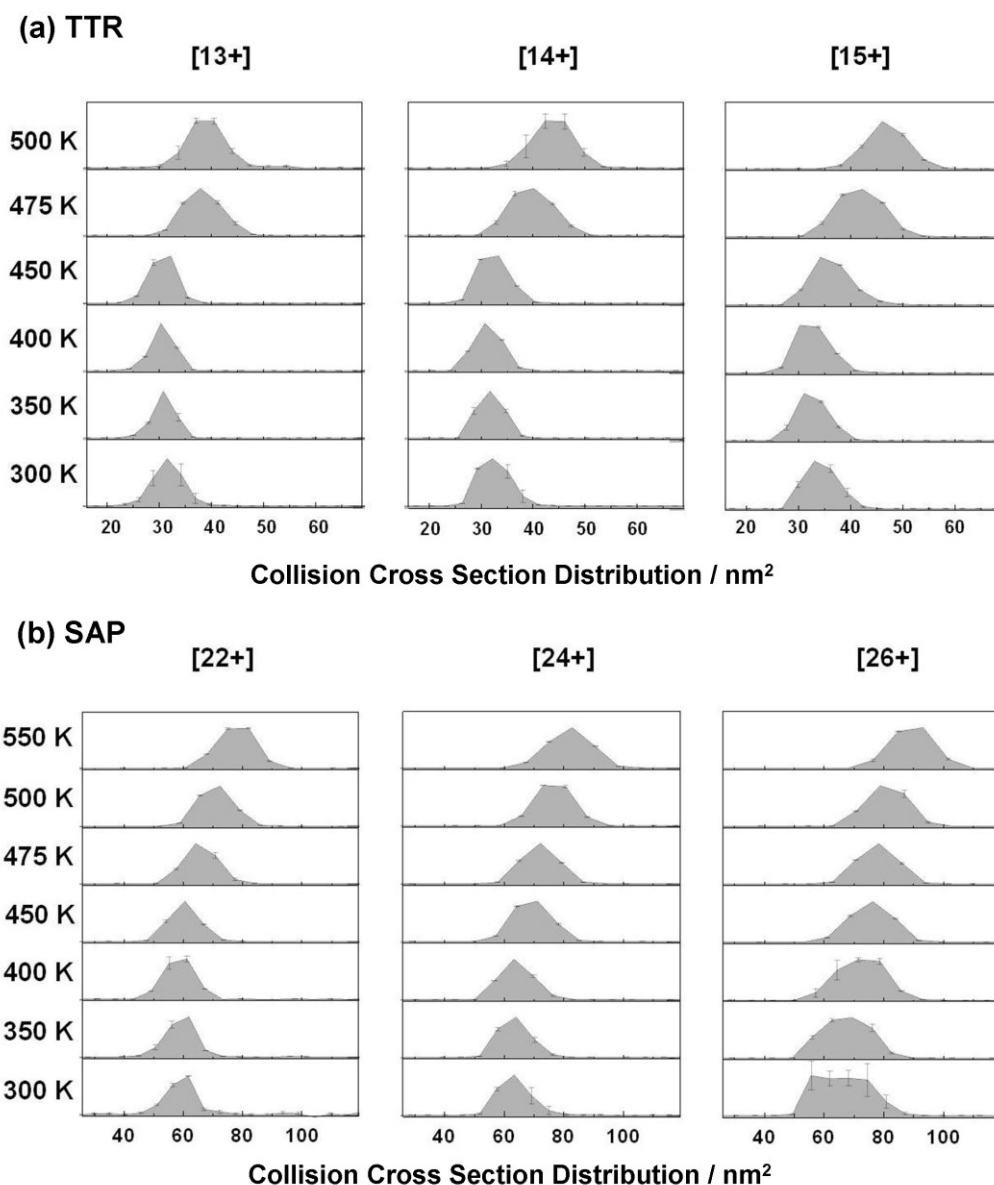 (a) TTR
[13+] [14+] [15+]
500 K
475 K
450 K
400 K
350 K
300 K
20 30 40 50 60 20 30 40 50 60 20 30 40 50 60
Collision Cross Section Distribution / nm²
(b) SAP
[22+] [24+] [26+]
550 K
500 K
475 K
450 K
400 K
350 K
300 K
40 60 80 100 40 60 80 100 40 60 80 100
Collision Cross Section Distribution / nm²